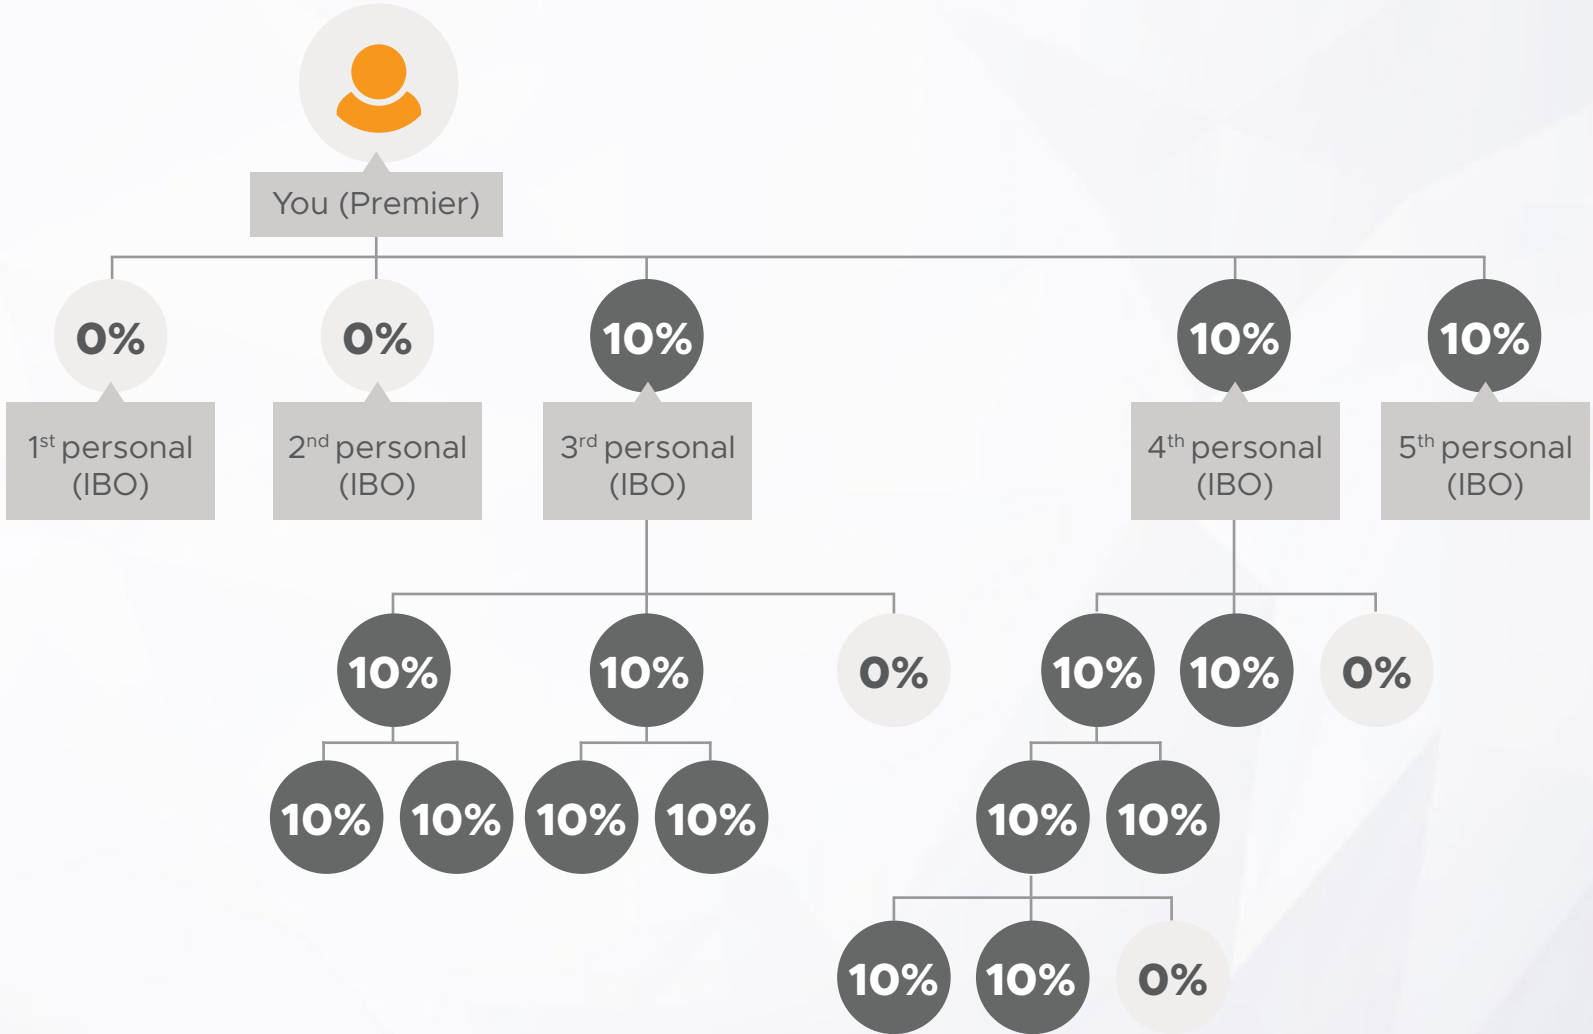 You (Premier)
0%
0%
10%
10%
10%
1st personal
(IBO)
2nd personal
(IBO)
3rd personal
(IBO)
4th personal
(IBO)
5th personal
(IBO)
10%
10%
0%
10%
10%
0%
10%
10%
10%
10%
10%
10%
10%
10%
0%